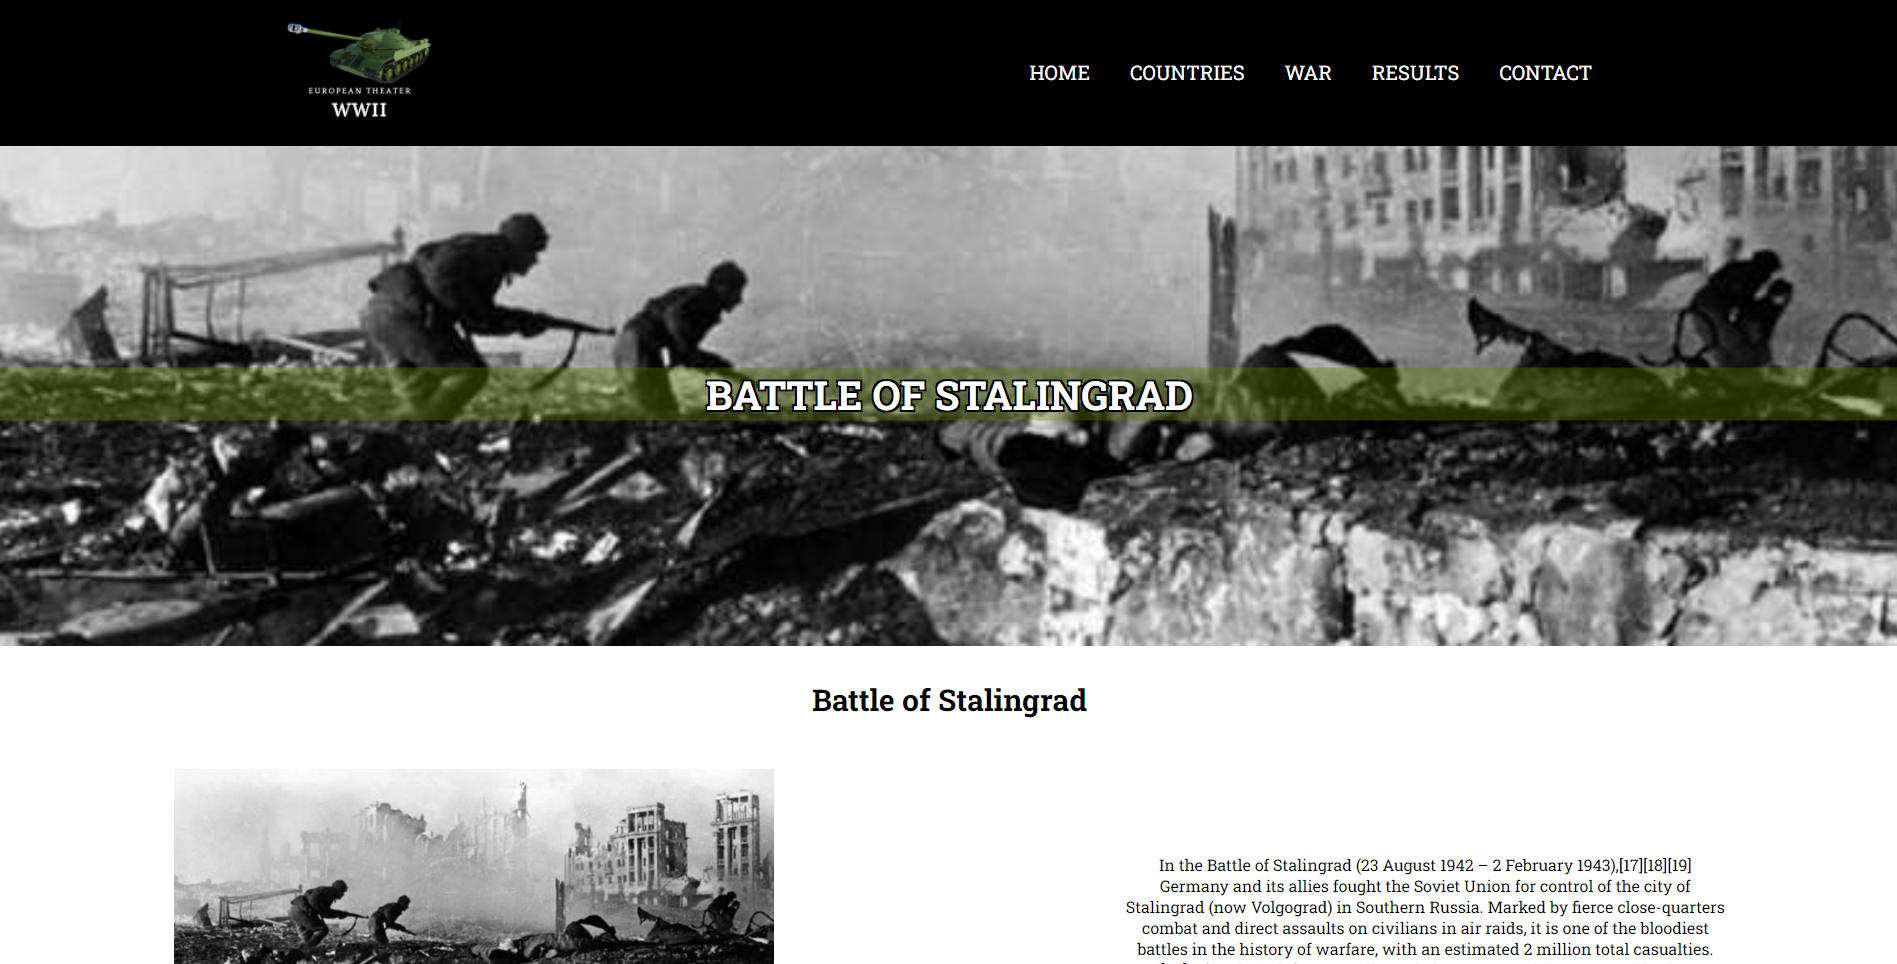 EUROPEAN THEATER
WWII
HOME COUNTRIES WAR RESULTS CONTACT
BATTLE OF STALINGRAD
Battle of Stalingrad
In the Battle of Stalingrad (23 August 1942 – 2 February 1943),[17][18][19]
Germany and its allies fought the Soviet Union for control of the city of
Stalingrad (now Volgograd) in Southern Russia. Marked by fierce close-quarters
combat and direct assaults on civilians in air raids, it is one of the bloodiest
battles in the history of warfare, with an estimated 2 million total casualties.